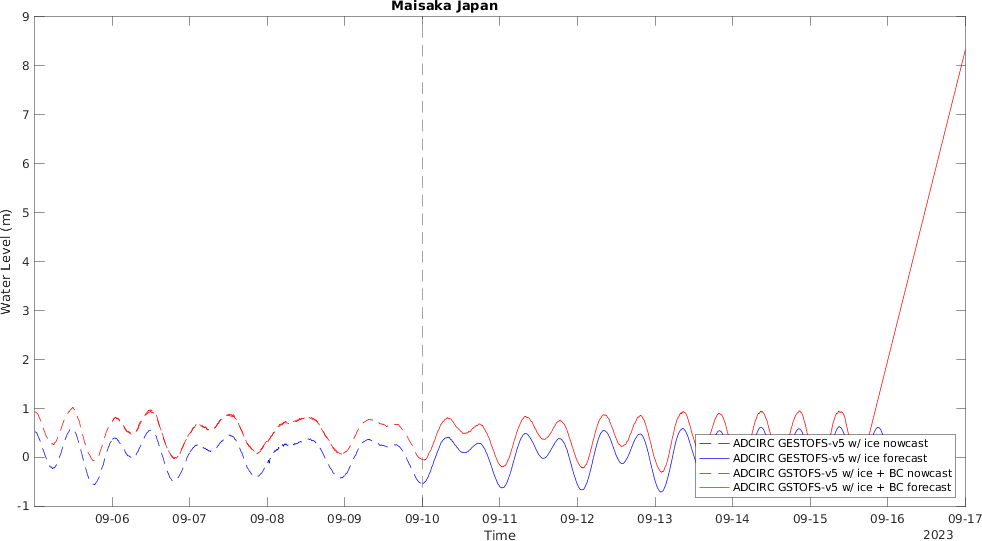 Maisaka Japan
9
8
7
6
5
4
3
2
1
0
-1
Water Level (m)
09-06 09-07 09-08 09-09 09-10 09-11 09-12 09-13 09-14 09-15 09-16 09-17
Time
2023
ADCIRC GESTOFS-v5 w/ ice nowcast
ADCIRC GESTOFS-v5 w/ ice forecast
ADCIRC GSTOFS-v5 w/ ice + BC nowcast
ADCIRC GSTOFS-v5 w/ ice + BC forecast